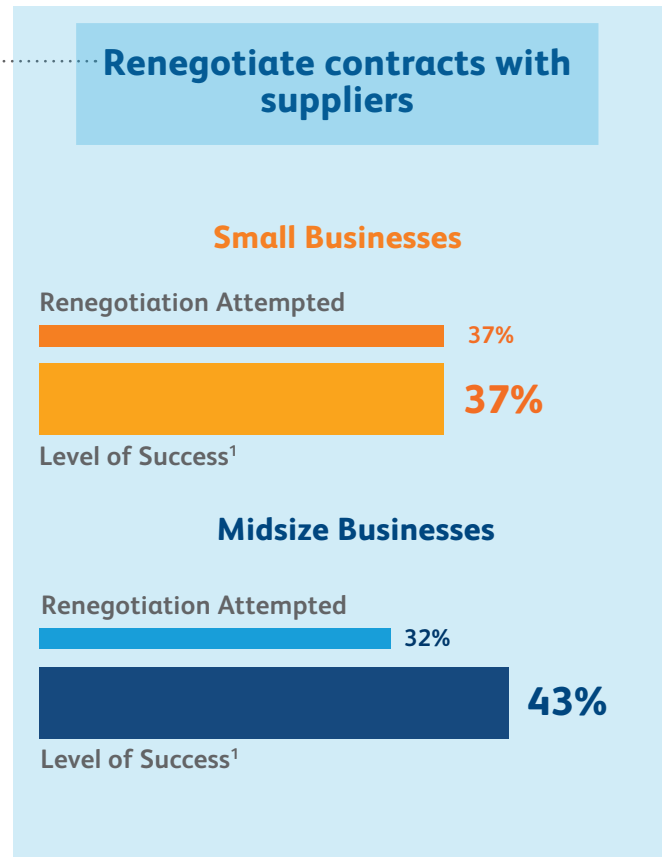 Renegotiate contracts with
suppliers
Small Businesses
Renegotiation Attempted
37%
37%
Level of Success¹
Midsize Businesses
Renegotiation Attempted
32%
43%
Level of Success¹